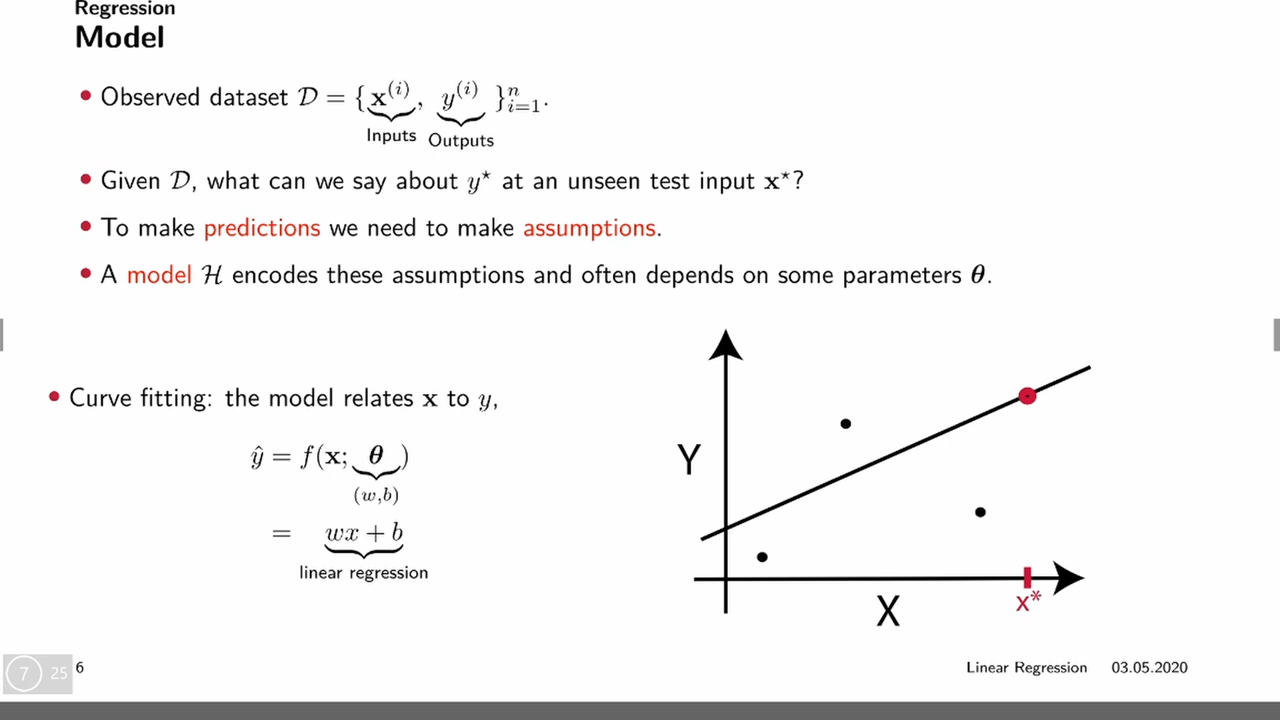 Regression
Model
• Observed dataset 𝒟 = {x⁽ⁱ⁾, y⁽ⁱ⁾ }ⁿᵢ₌₁.
Inputs Outputs
• Given 𝒟, what can we say about y⋆ at an unseen test input x⋆?
• To make predictions we need to make assumptions.
• A model ℋ encodes these assumptions and often depends on some parameters θ.
• Curve fitting: the model relates x to y,
ŷ = f(x; θ)
(w,b)
= wx + b
linear regression
Y
X
x*
7 25 6
Linear Regression 03.05.2020